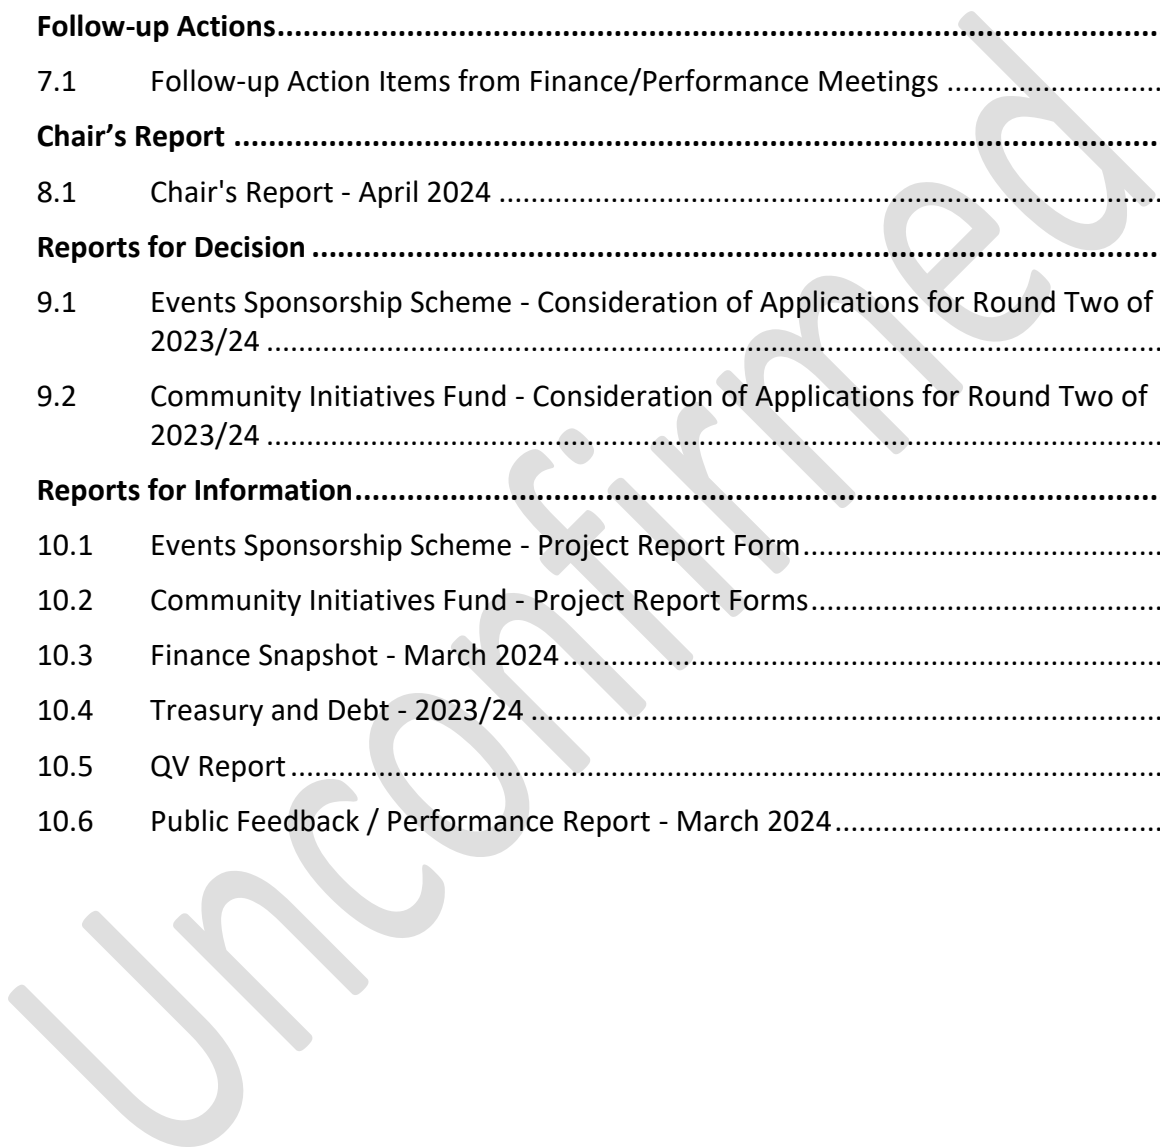 Follow-up Actions
7.1 Follow-up Action Items from Finance/Performance Meetings
Chair’s Report
8.1 Chair's Report - April 2024
Reports for Decision
9.1 Events Sponsorship Scheme - Consideration of Applications for Round Two of
2023/24
9.2 Community Initiatives Fund - Consideration of Applications for Round Two of
2023/24
Reports for Information
10.1 Events Sponsorship Scheme - Project Report Form
10.2 Community Initiatives Fund - Project Report Forms
10.3 Finance Snapshot - March 2024
10.4 Treasury and Debt - 2023/24
10.5 QV Report
10.6 Public Feedback / Performance Report - March 2024
Unconfirmed